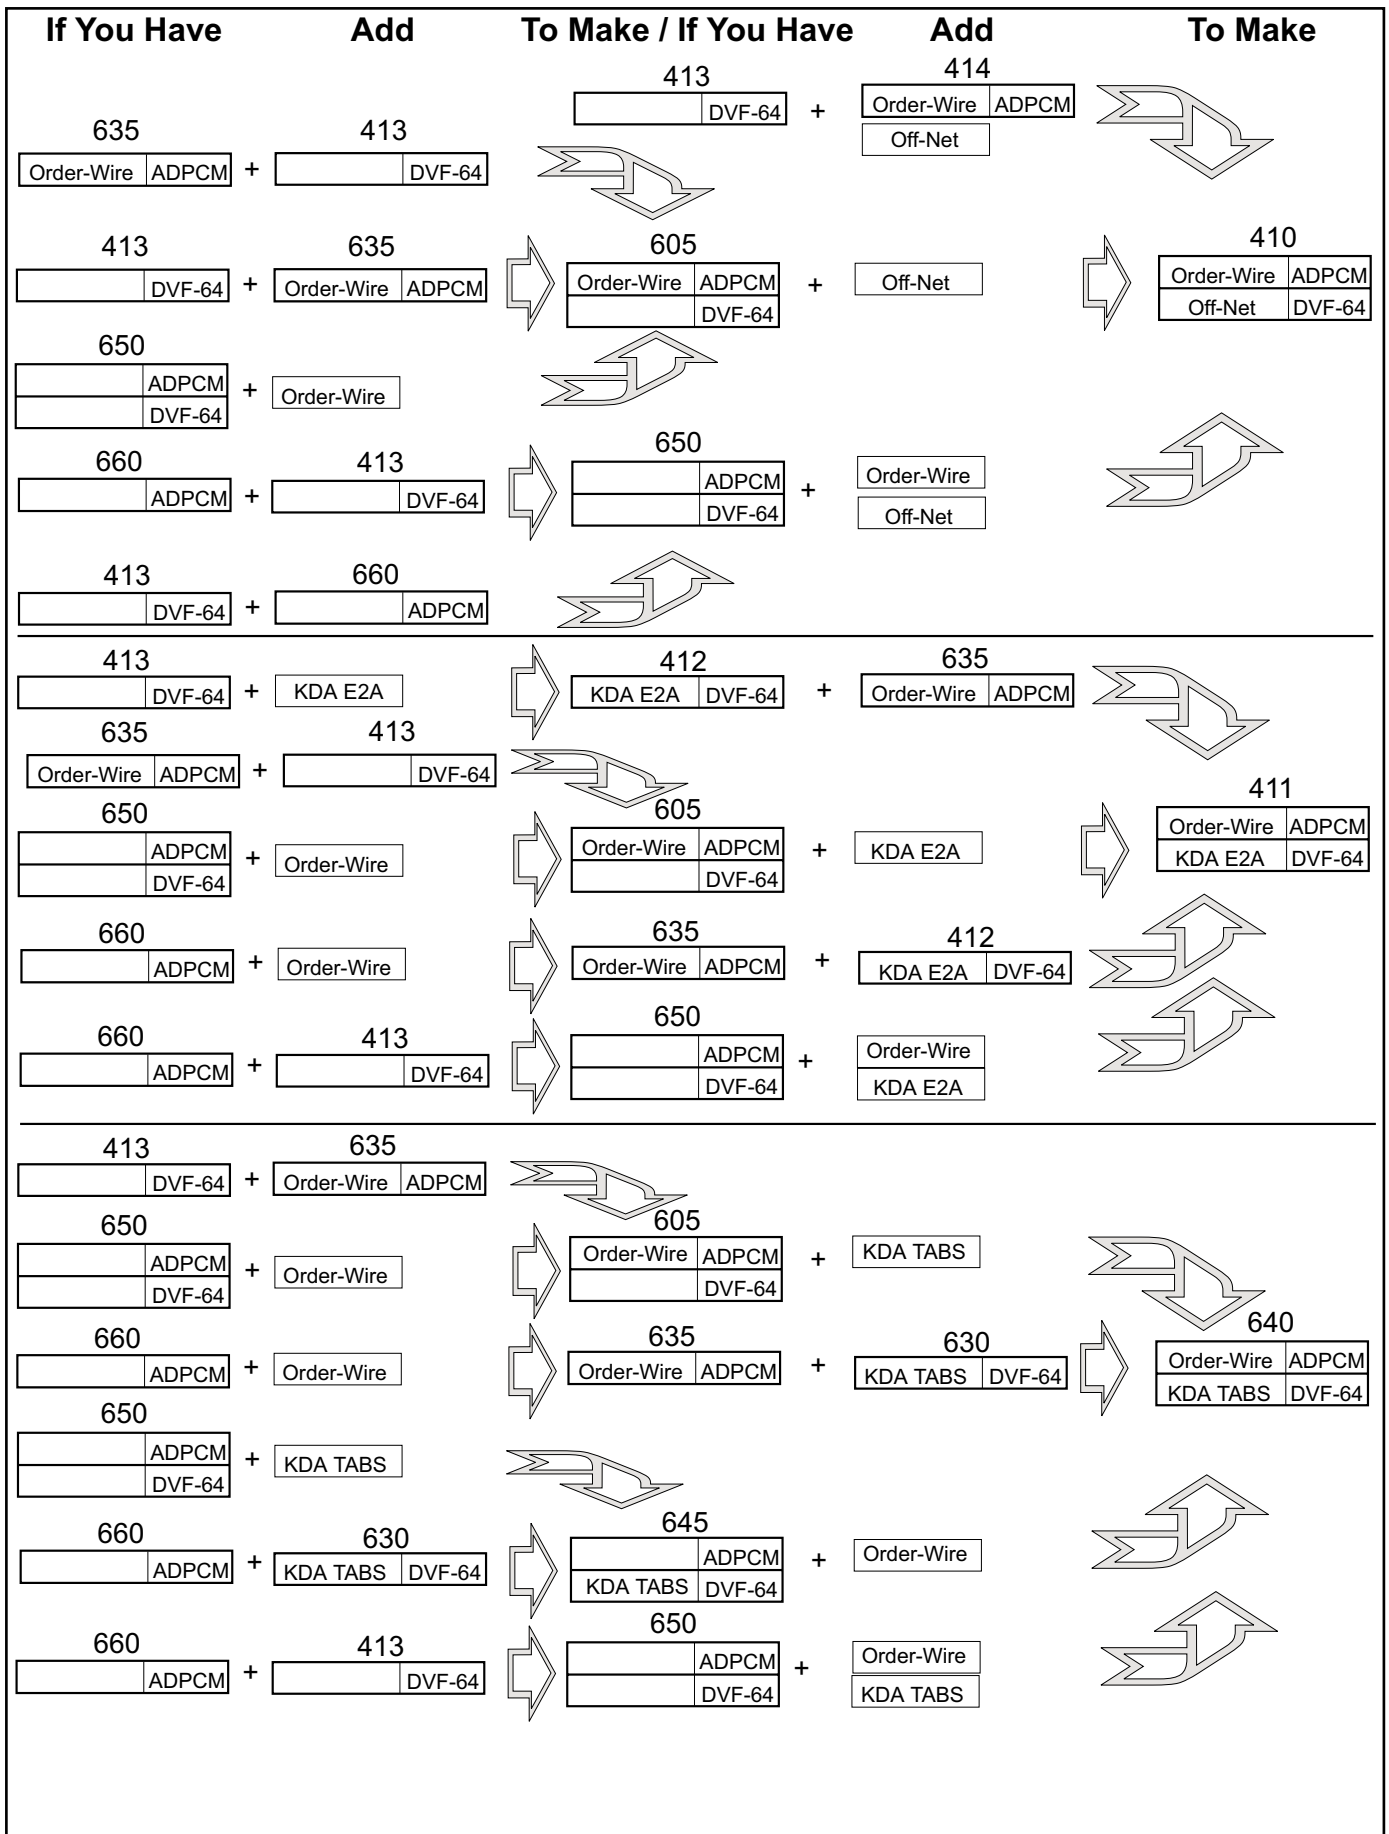 If You Have Add To Make / If You Have Add To Make
413 414
DVF-64 + Order-Wire ADPCM
Off-Net
635 413
Order-Wire ADPCM + DVF-64
413 635 605 410
DVF-64 + Order-Wire ADPCM Order-Wire ADPCM + Off-Net Order-Wire ADPCM
DVF-64 Off-Net DVF-64
650
ADPCM + Order-Wire
DVF-64
660 413 650
ADPCM + DVF-64 ADPCM + Order-Wire
DVF-64 Off-Net
413 660
DVF-64 + ADPCM
413 412 635
DVF-64 + KDA E2A KDA E2A DVF-64 + Order-Wire ADPCM
635 413
Order-Wire ADPCM + DVF-64
650 605 411
ADPCM + Order-Wire Order-Wire ADPCM + KDA E2A Order-Wire ADPCM
DVF-64 DVF-64 KDA E2A DVF-64
660 635 412
ADPCM + Order-Wire Order-Wire ADPCM + KDA E2A DVF-64
660 413 650
ADPCM + DVF-64 ADPCM + Order-Wire
DVF-64 KDA E2A
413 635
DVF-64 + Order-Wire ADPCM
650 605
ADPCM + Order-Wire Order-Wire ADPCM + KDA TABS
DVF-64 DVF-64
660 635 630 640
ADPCM + Order-Wire Order-Wire ADPCM + KDA TABS DVF-64 Order-Wire ADPCM
KDA TABS DVF-64
650
ADPCM + KDA TABS
DVF-64
660 630 645
ADPCM + KDA TABS DVF-64 ADPCM + Order-Wire
KDA TABS DVF-64
660 413 650
ADPCM + DVF-64 ADPCM + Order-Wire
DVF-64 KDA TABS